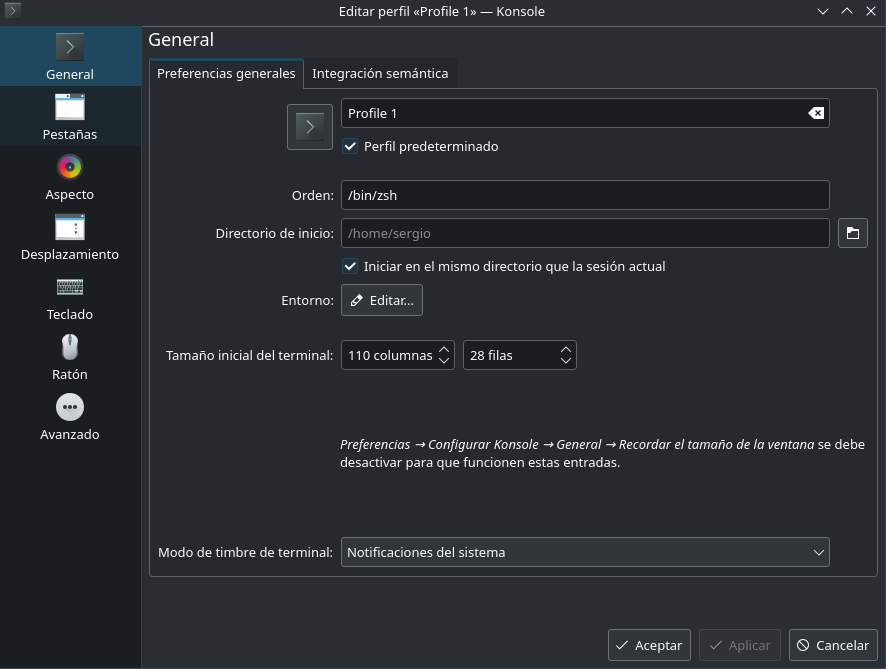 Editar perfil «Profile 1» — Konsole
General
Pestañas
Aspecto
Desplazamiento
Teclado
Ratón
Avanzado
General
Preferencias generales
Integración semántica
Profile 1
Perfil predeterminado
Orden: /bin/zsh
Directorio de inicio: /home/sergio
Iniciar en el mismo directorio que la sesión actual
Entorno: Editar...
Tamaño inicial del terminal: 110 columnas 28 filas
Preferencias → Configurar Konsole → General → Recordar el tamaño de la ventana se debe
desactivar para que funcionen estas entradas.
Modo de timbre de terminal: Notificaciones del sistema
Aceptar Aplicar Cancelar